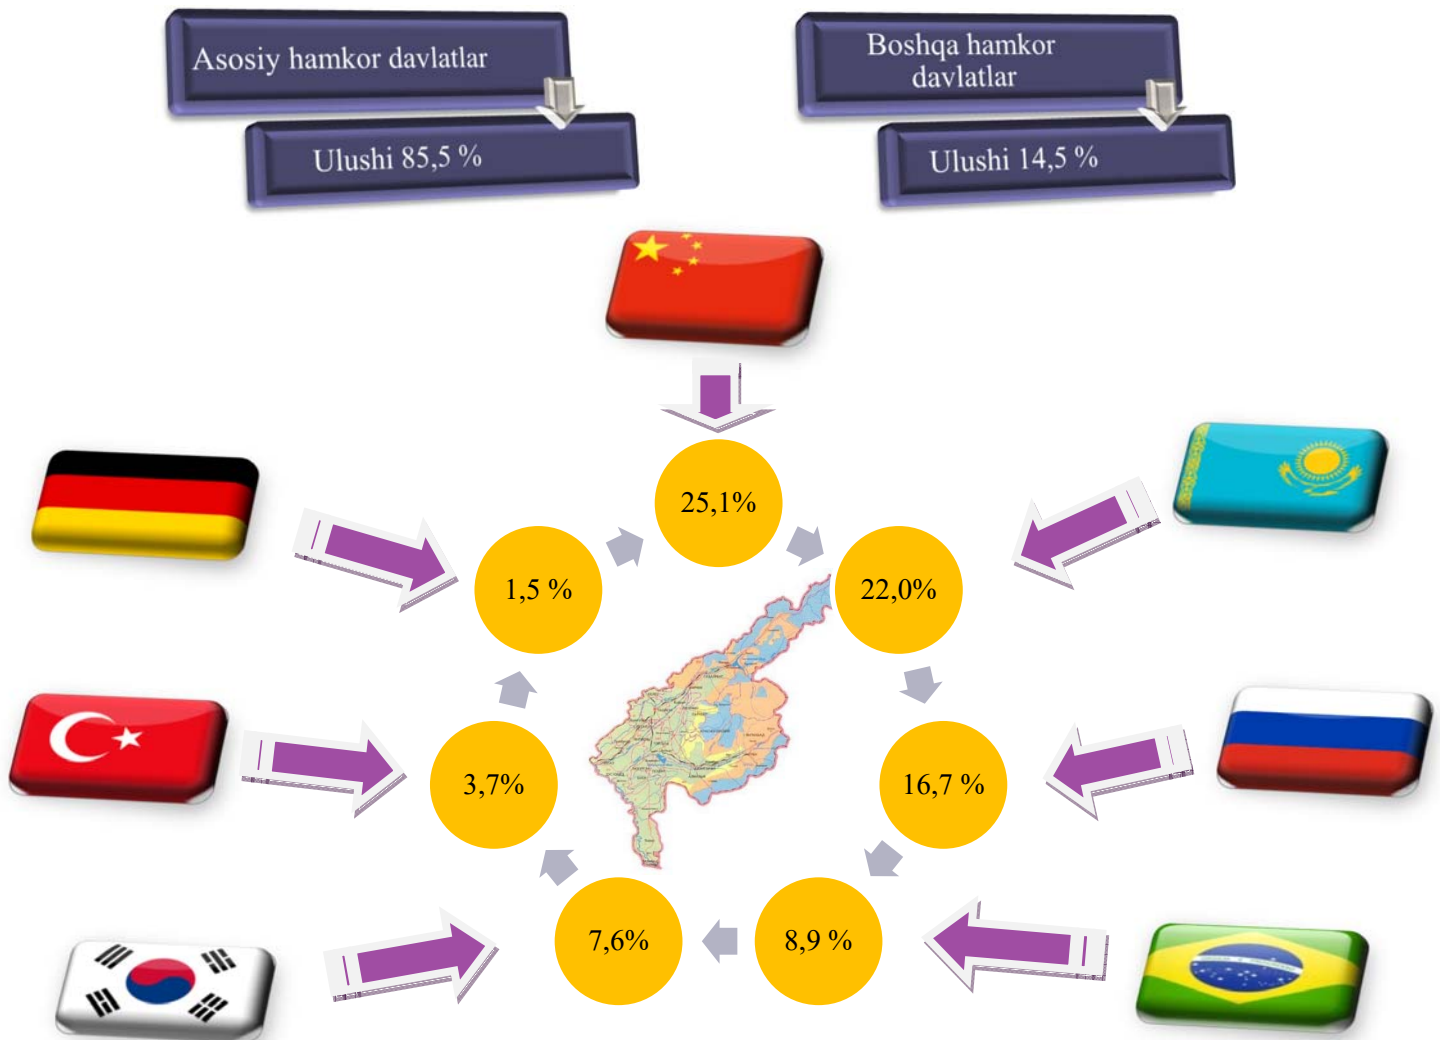 Asosiy hamkor davlatlar
Ulushi 85,5 %
Boshqa hamkor
davlatlar
Ulushi 14,5 %
25,1%
1,5 %
22,0%
3,7%
16,7 %
7,6%
8,9 %